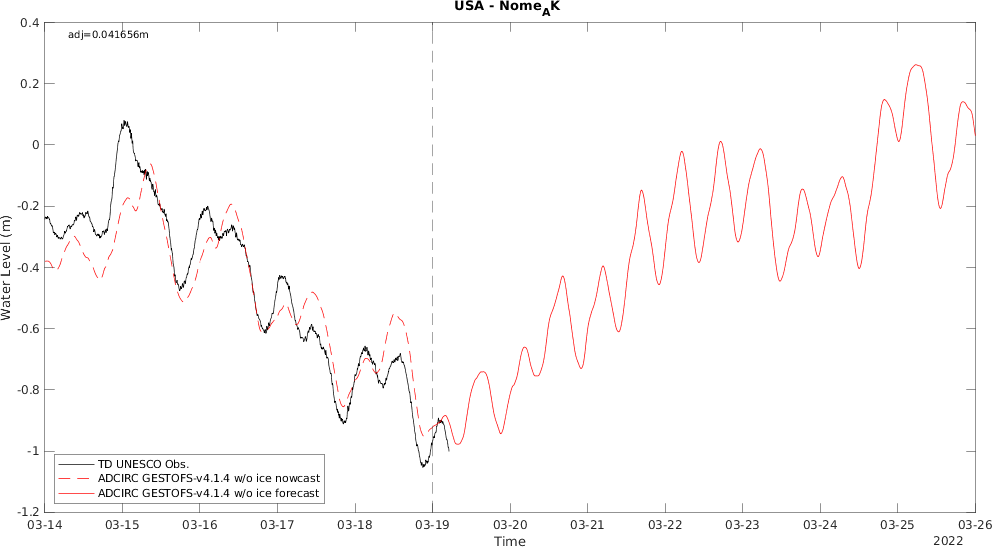 USA - Nome_AK
adj=0.041656m
0.4
0.2
0
-0.2
-0.4
-0.6
-0.8
-1
-1.2
Water Level (m)
TD UNESCO Obs.
ADCIRC GESTOFS-v4.1.4 w/o ice nowcast
ADCIRC GESTOFS-v4.1.4 w/o ice forecast
03-14 03-15 03-16 03-17 03-18 03-19 03-20 03-21 03-22 03-23 03-24 03-25 03-26
Time
2022